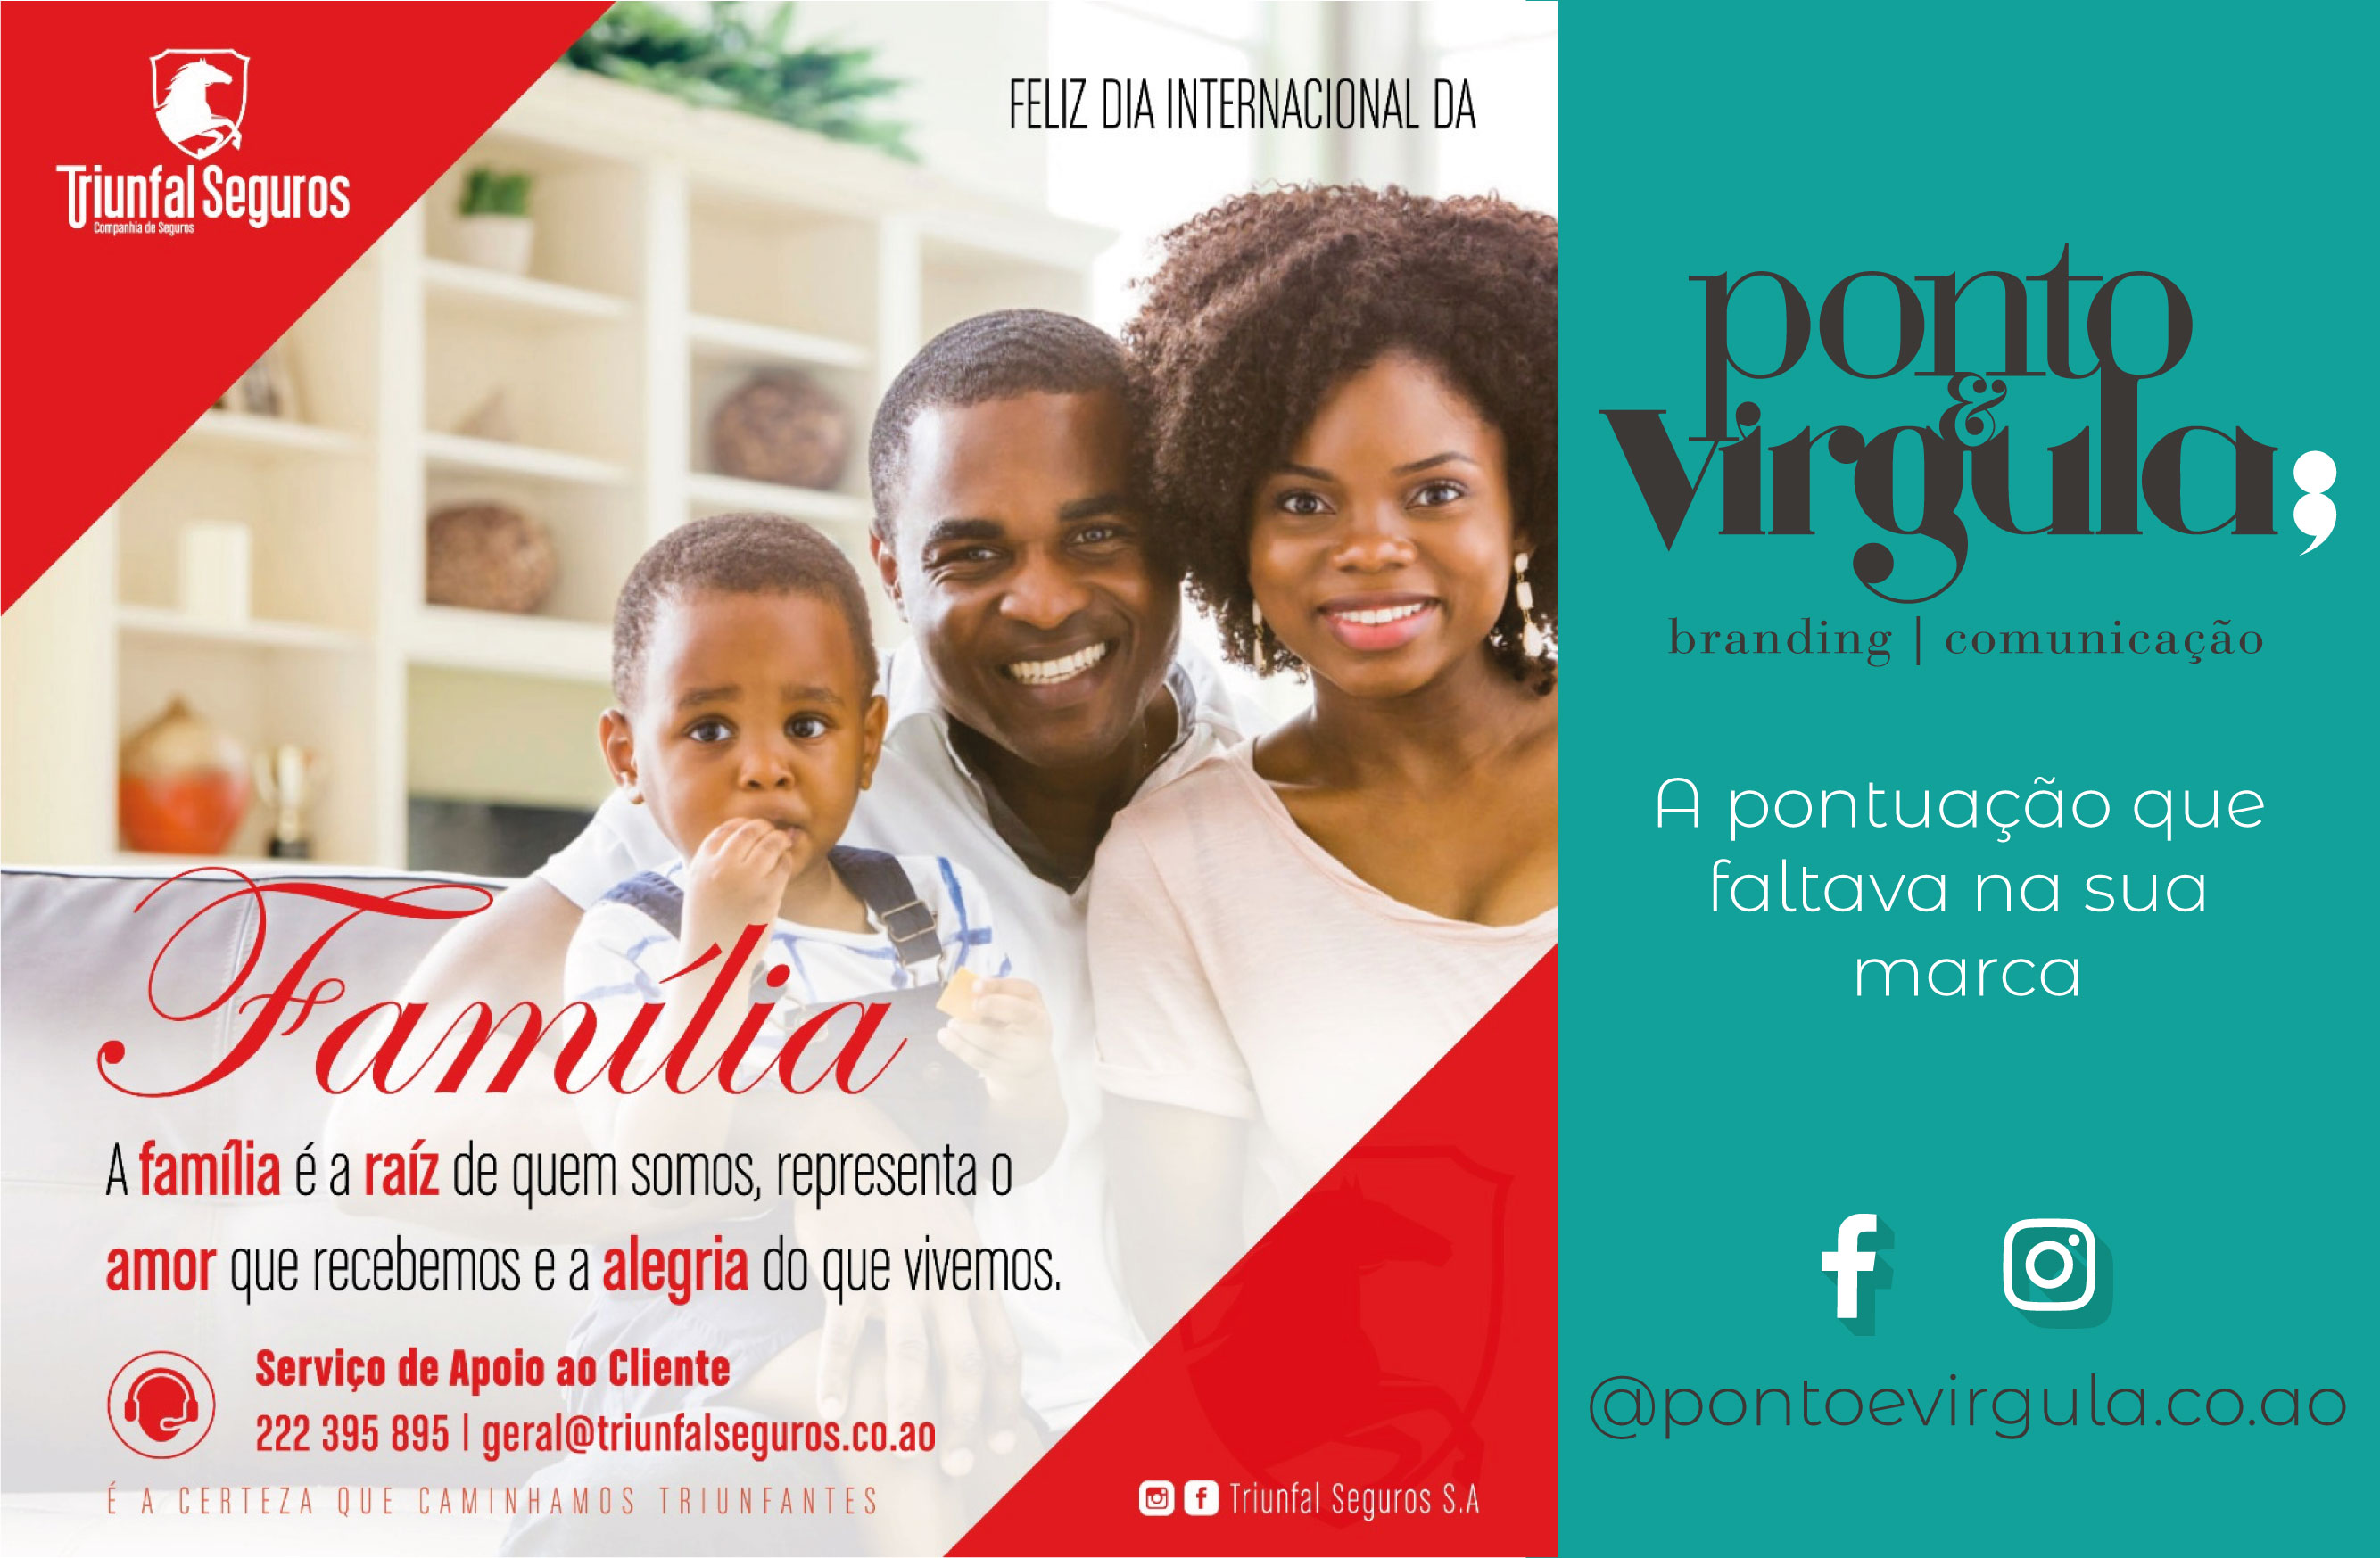 Triunfal Seguros
Companhia de Seguros
FELIZ DIA INTERNACIONAL DA
Família
A família é a raíz de quem somos, representa o
amor que recebemos e a alegria do que vivemos.
Serviço de Apoio ao Cliente
222 395 895 | geral@triunfalseguros.co.ao
É A CERTEZA QUE CAMINHAMOS TRIUNFANTES
Triunfal Seguros S.A
ponto
&
virgula;
branding | comunicação
A pontuação que
faltava na sua
marca
@pontoevirgula.co.ao